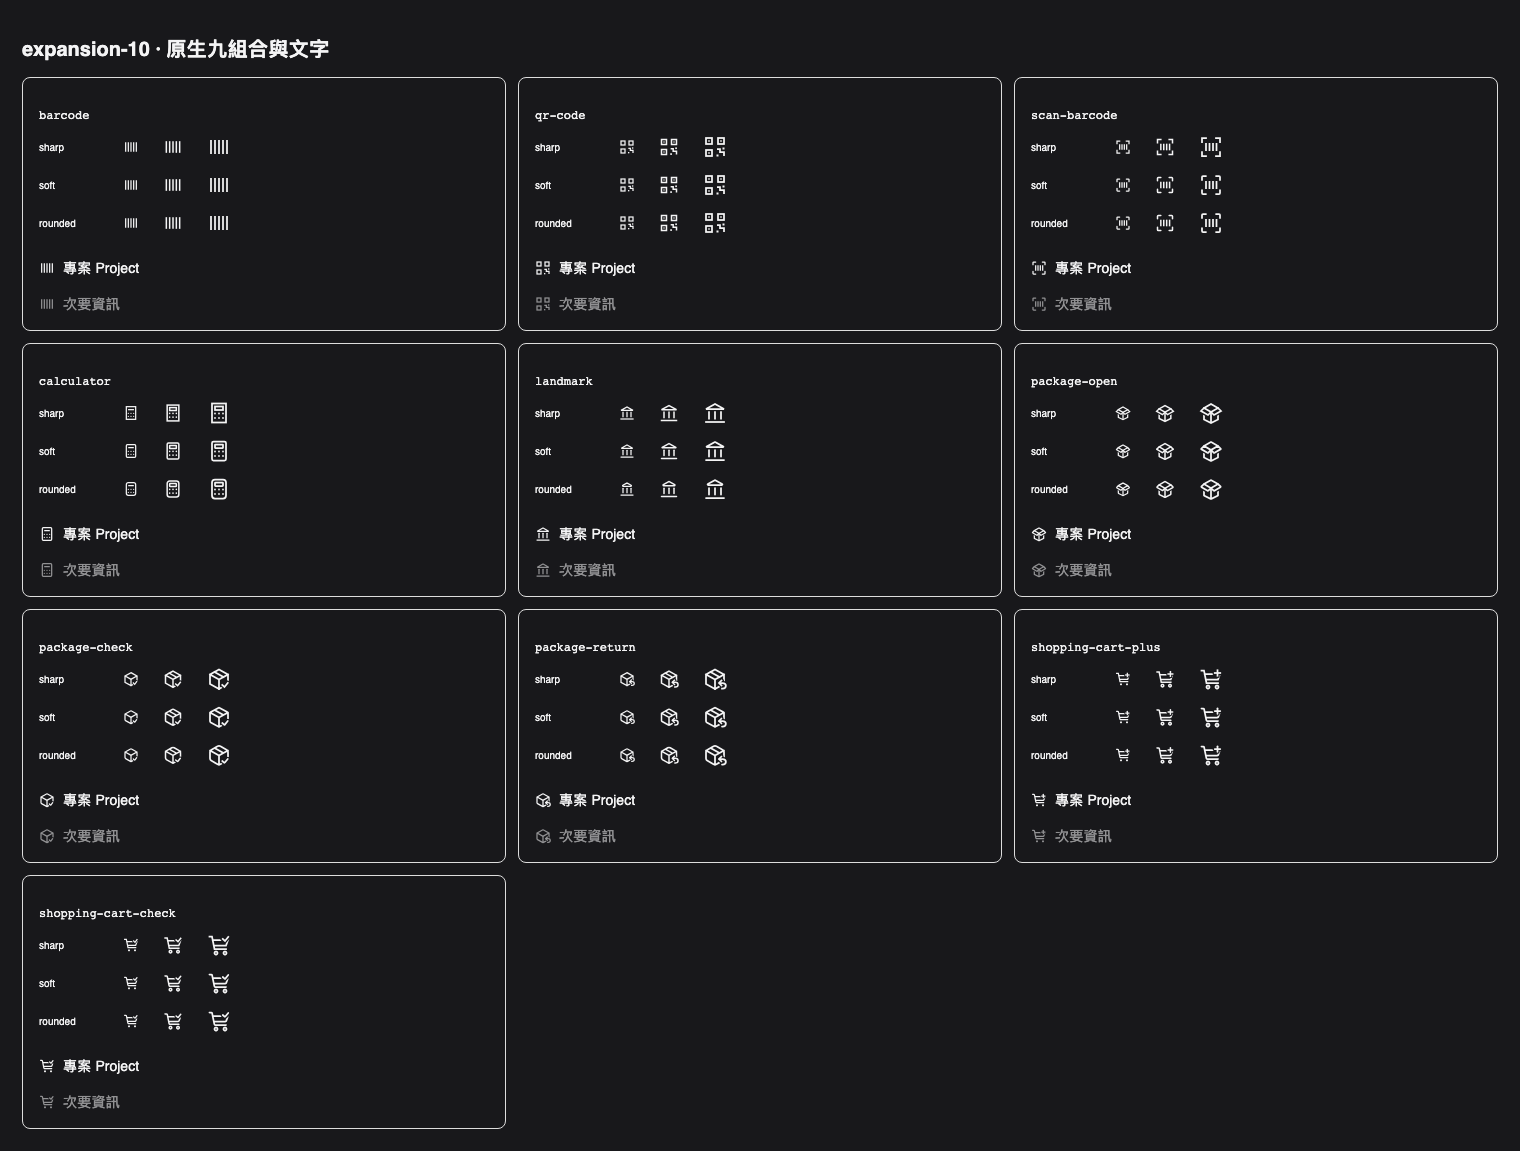 expansion-10 · 原生九組合與文字
barcode
sharp
soft
rounded
專案 Project
次要資訊
qr-code
sharp
soft
rounded
專案 Project
次要資訊
scan-barcode
sharp
soft
rounded
專案 Project
次要資訊
calculator
sharp
soft
rounded
專案 Project
次要資訊
landmark
sharp
soft
rounded
專案 Project
次要資訊
package-open
sharp
soft
rounded
專案 Project
次要資訊
package-check
sharp
soft
rounded
專案 Project
次要資訊
package-return
sharp
soft
rounded
專案 Project
次要資訊
shopping-cart-plus
sharp
soft
rounded
專案 Project
次要資訊
shopping-cart-check
sharp
soft
rounded
專案 Project
次要資訊